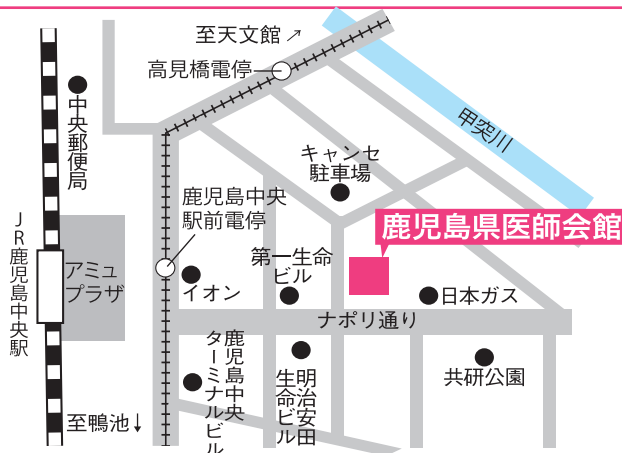 至天文館↗
高見橋電停
中央郵便局
甲突川
キャンセ
駐車場
鹿児島中央
駅前電停
鹿児島県医師会館
JR鹿児島中央駅
アミュ
プラザ
イオン
第一生命
ビル
日本ガス
ナポリ通り
鹿児島中央
ターミナルビル
明治安田
生命ビル
共研公園
至鴨池↓